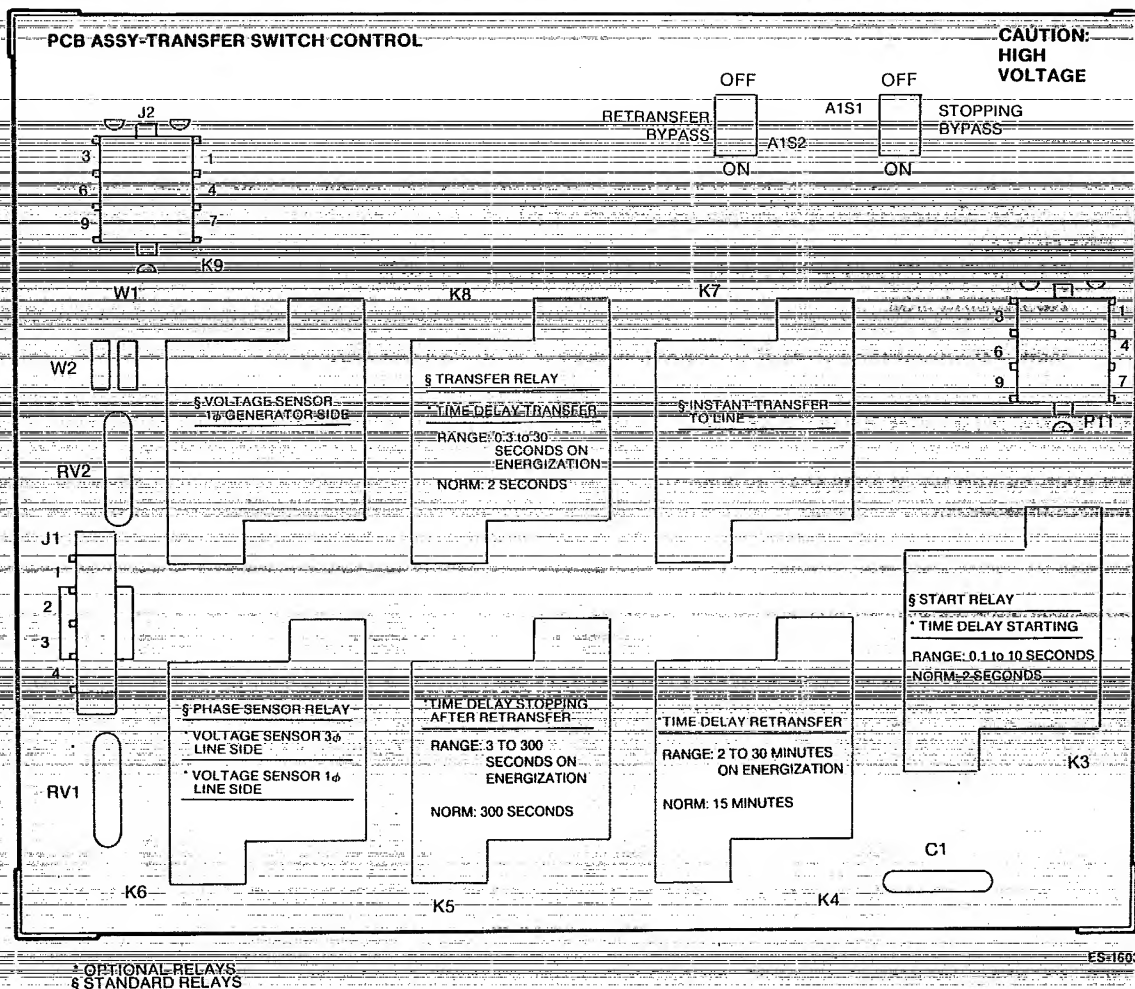 PCB ASSY-TRANSFER SWITCH CONTROL
CAUTION:
HIGH
VOLTAGE
OFF
RETRANSFER
BYPASS
A1S2
ON
OFF
A1S1
STOPPING
BYPASS
ON
J2
3
1
6
4
9
7
K9
W1
K8
K7
W2
RV2
§ VOLTAGE SENSOR
1ϕ GENERATOR SIDE
§ TRANSFER RELAY
* TIME DELAY TRANSFER
RANGE: 0.3 to 30
SECONDS ON
ENERGIZATION
NORM: 2 SECONDS
§ INSTANT TRANSFER
TO LINE
3
1
6
4
9
7
P11
J1
1
2
3
4
§ START RELAY
* TIME DELAY STARTING
RANGE: 0.1 to 10 SECONDS
NORM: 2 SECONDS
K3
§ PHASE SENSOR RELAY
* VOLTAGE SENSOR 3ϕ
LINE SIDE
* VOLTAGE SENSOR 1ϕ
LINE SIDE
*TIME DELAY STOPPING
AFTER RETRANSFER
RANGE: 3 TO 300
SECONDS ON
ENERGIZATION
NORM: 300 SECONDS
*TIME DELAY RETRANSFER
RANGE: 2 TO 30 MINUTES
ON ENERGIZATION
NORM: 15 MINUTES
RV1
C1
K6
K5
K4
* OPTIONAL RELAYS
§ STANDARD RELAYS